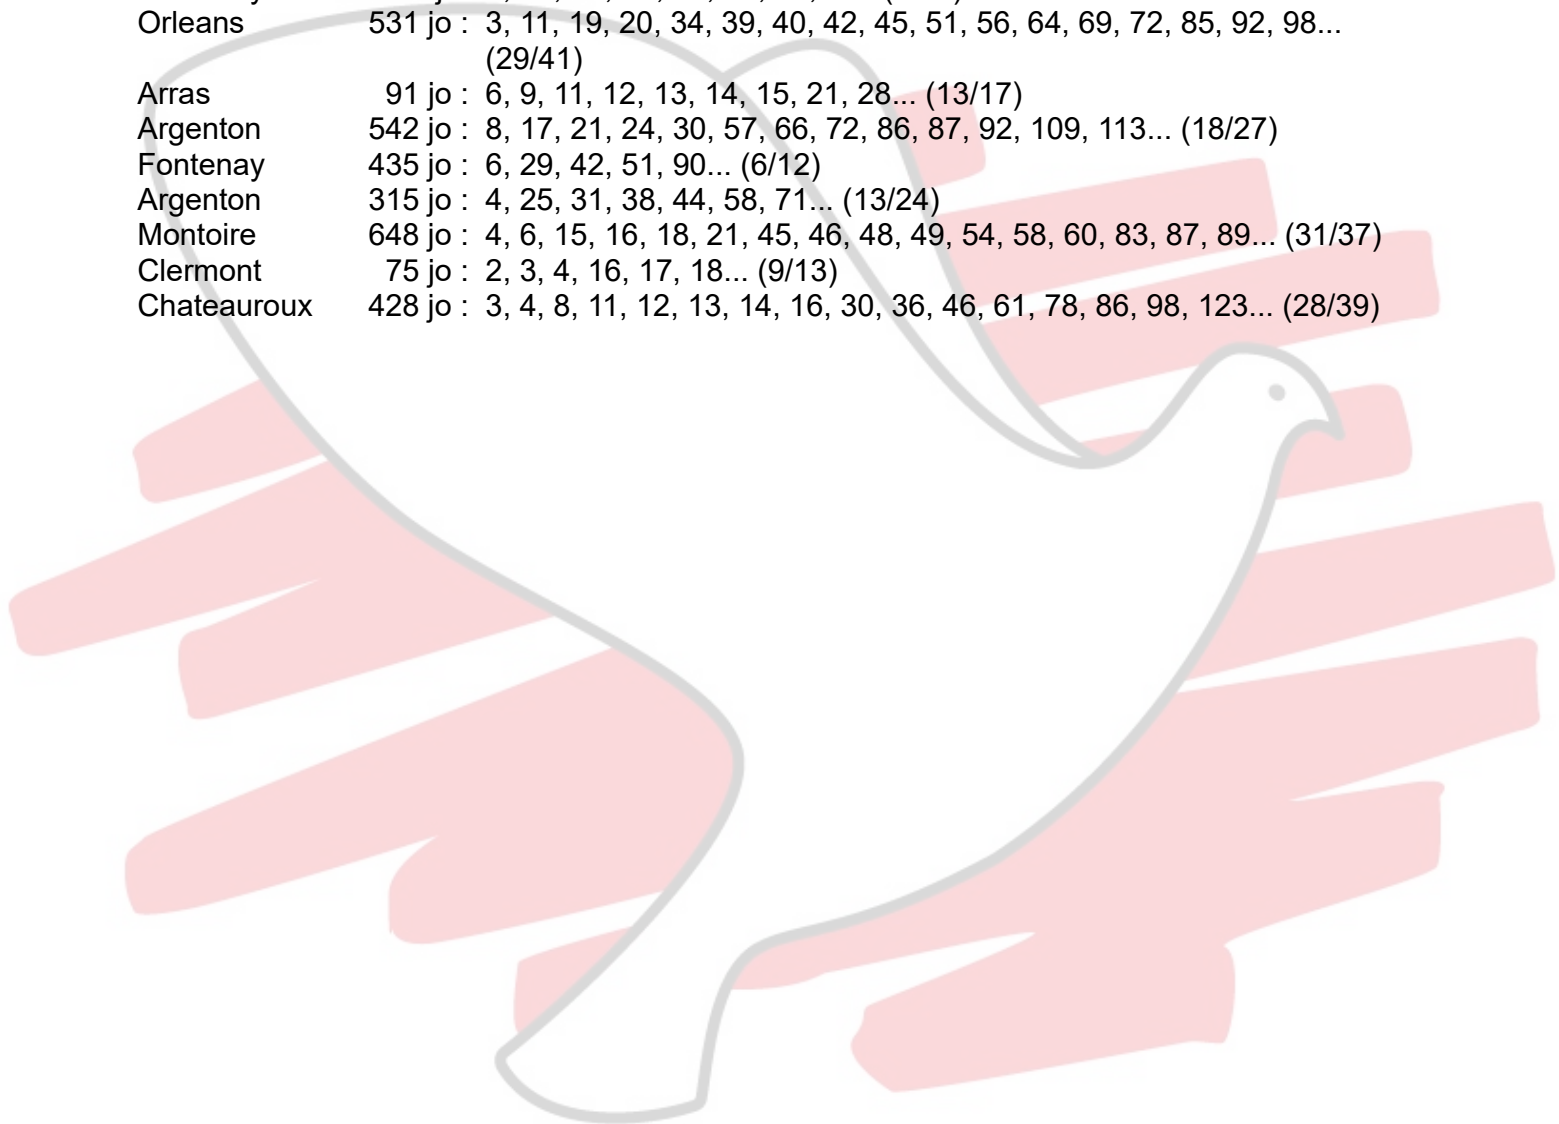 Orleans 531 jo : 3, 11, 19, 20, 34, 39, 40, 42, 45, 51, 56, 64, 69, 72, 85, 92, 98...
(29/41)
Arras 91 jo : 6, 9, 11, 12, 13, 14, 15, 21, 28... (13/17)
Argenton 542 jo : 8, 17, 21, 24, 30, 57, 66, 72, 86, 87, 92, 109, 113... (18/27)
Fontenay 435 jo : 6, 29, 42, 51, 90... (6/12)
Argenton 315 jo : 4, 25, 31, 38, 44, 58, 71... (13/24)
Montoire 648 jo : 4, 6, 15, 16, 18, 21, 45, 46, 48, 49, 54, 58, 60, 83, 87, 89... (31/37)
Clermont 75 jo : 2, 3, 4, 16, 17, 18... (9/13)
Chateauroux 428 jo : 3, 4, 8, 11, 12, 13, 14, 16, 30, 36, 46, 61, 78, 86, 98, 123... (28/39)